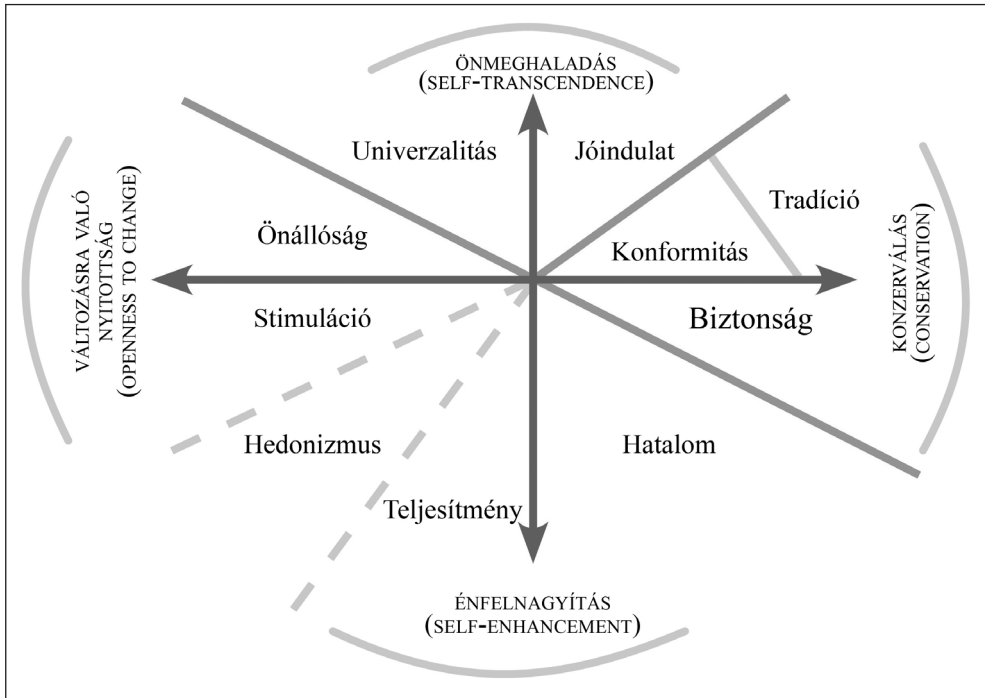 ÖNMEGHALADÁS
(SELF-TRANSCENDENCE)
Univerzalitás
Jóindulat
Tradíció
VÁLTOZÁSRA VALÓ
NYITOTTSÁG
(OPENNESS TO CHANGE)
Önállóság
Konformitás
KONZERVÁLÁS
(CONSERVATION)
Stimuláció
Biztonság
Hedonizmus
Hatalom
Teljesítmény
ÉNFELNAGYÍTÁS
(SELF-ENHANCEMENT)